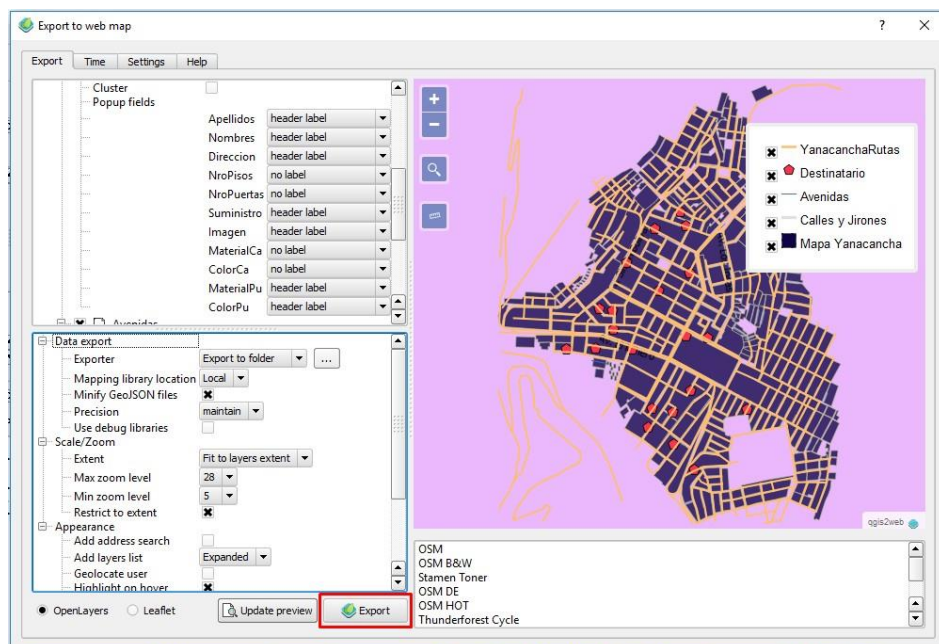 Export to web map
? ×
Export Time Settings Help
Cluster
Popup fields
Apellidos header label
Nombres header label
Direccion header label
NroPisos no label
NroPuertas no label
Suministro header label
Imagen header label
MaterialCa no label
ColorCa no label
MaterialPu header label
ColorPu header label
Avenidas
Data export
Exporter Export to folder ...
Mapping library location Local
Minify GeoJSON files
Precision maintain
Use debug libraries
Scale/Zoom
Extent Fit to layers extent
Max zoom level 28
Min zoom level 5
Restrict to extent
Appearance
Add address search
Add layers list Expanded
Geolocate user
Highlight on hover
OpenLayers Leaflet Update preview Export
+
−
YanacanchaRutas
Destinatario
Avenidas
Calles y Jirones
Mapa Yanacancha
qgis2web
OSM
OSM B&W
Stamen Toner
OSM DE
OSM HOT
Thunderforest Cycle